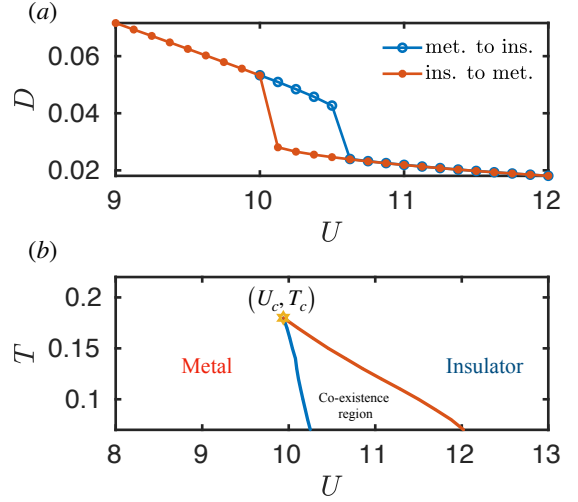 (a)
0.06
0.04
0.02
D
met. to ins.
ins. to met.
9
10
11
12
U
(b)
0.2
0.15
0.1
T
(U_c, T_c)
Metal
Insulator
Co-existence
region
8
9
10
11
12
13
U